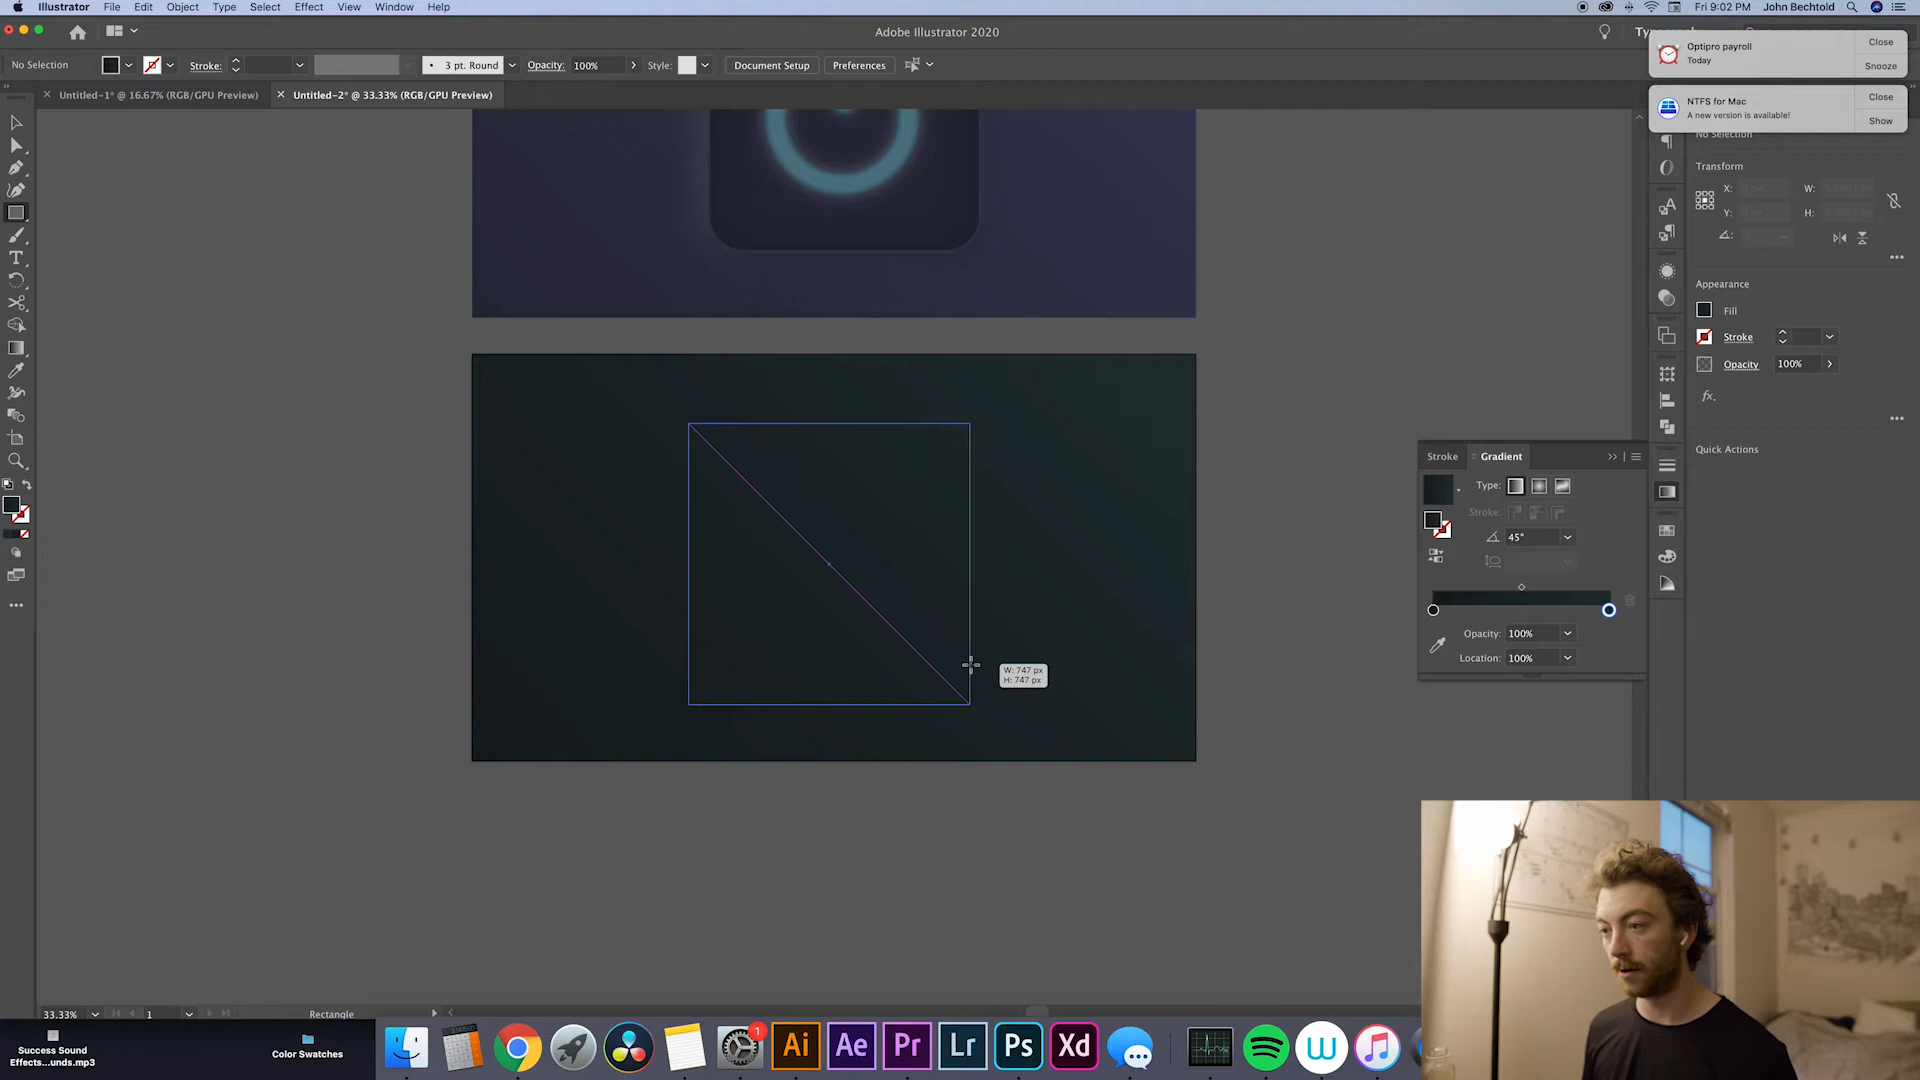 Illustrator File Edit Object Type Select Effect View Window Help
Fri 9:02 PM John Bechtold
Adobe Illustrator 2020
Optipro payroll
Today
Close
Snooze
NTFS for Mac
A new version is available!
Close
Show
No Selection
Stroke:
3 pt. Round
Opacity: 100%
Style:
Document Setup
Preferences
Untitled-1* @ 16.67% (RGB/GPU Preview)
Untitled-2* @ 33.33% (RGB/GPU Preview)
No Selection
Transform
X:
W:
Y:
H:
Appearance
Fill
Stroke
Opacity 100%
fx.
Quick Actions
Stroke
Gradient
Type:
Stroke:
45°
Opacity: 100%
Location: 100%
W: 747 px
H: 747 px
33.33%
1
Rectangle
Success Sound
Effects...unds.mp3
Color Swatches
1
Ai
Ae
Pr
Lr
Ps
Xd